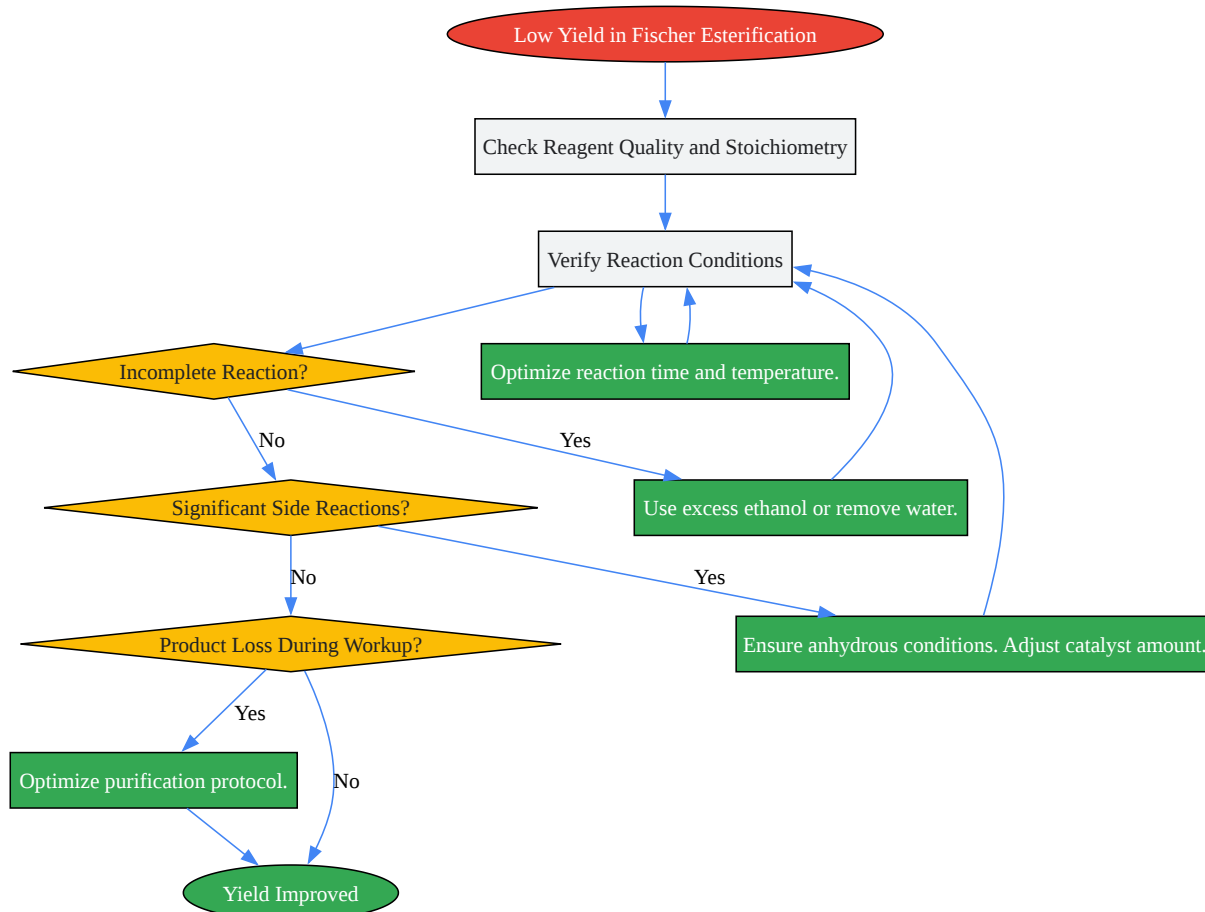 Low Yield in Fischer Esterification
Check Reagent Quality and Stoichiometry
Verify Reaction Conditions
Incomplete Reaction?
Optimize reaction time and temperature.
No
Yes
Significant Side Reactions?
Use excess ethanol or remove water.
No
Yes
Product Loss During Workup?
Ensure anhydrous conditions. Adjust catalyst amount.
Yes
Optimize purification protocol.
No
Yield Improved